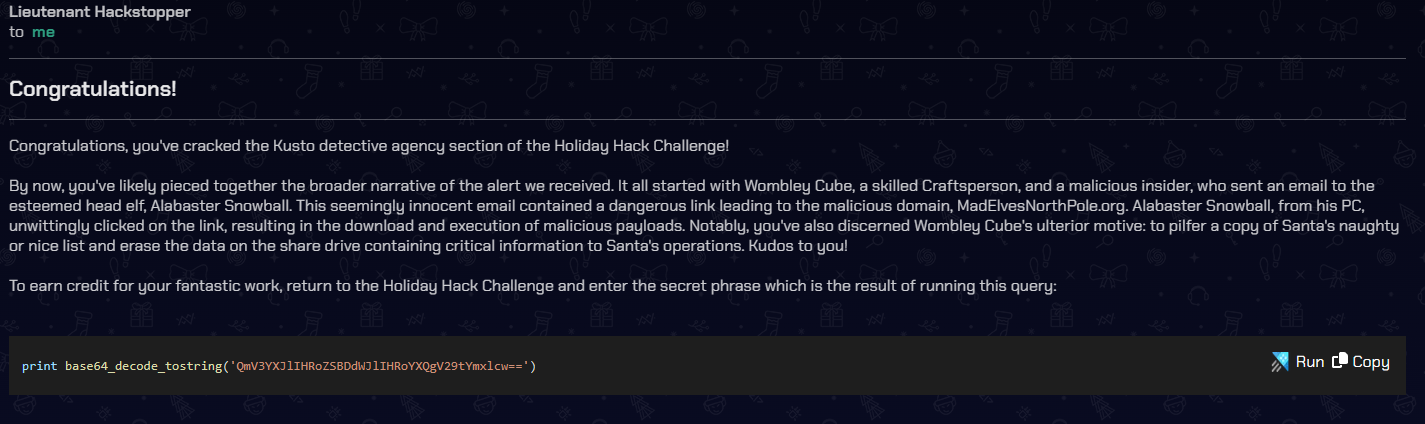 Lieutenant Hackstopper
to me
Congratulations!
Congratulations, you've cracked the Kusto detective agency section of the Holiday Hack Challenge!
By now, you've likely pieced together the broader narrative of the alert we received. It all started with Wombley Cube, a skilled Craftsperson, and a malicious insider, who sent an email to the
esteemed head elf, Alabaster Snowball. This seemingly innocent email contained a dangerous link leading to the malicious domain, MadElvesNorthPole.org. Alabaster Snowball, from his PC,
unwittingly clicked on the link, resulting in the download and execution of malicious payloads. Notably, you've also discerned Wombley Cube's ulterior motive: to pilfer a copy of Santa's naughty
or nice list and erase the data on the share drive containing critical information to Santa's operations. Kudos to you!
To earn credit for your fantastic work, return to the Holiday Hack Challenge and enter the secret phrase which is the result of running this query:
print base64_decode_tostring('QmV3YXJlIHRoZSBDdWJlIHRoYXQgV29tYmxlcw==') Run Copy